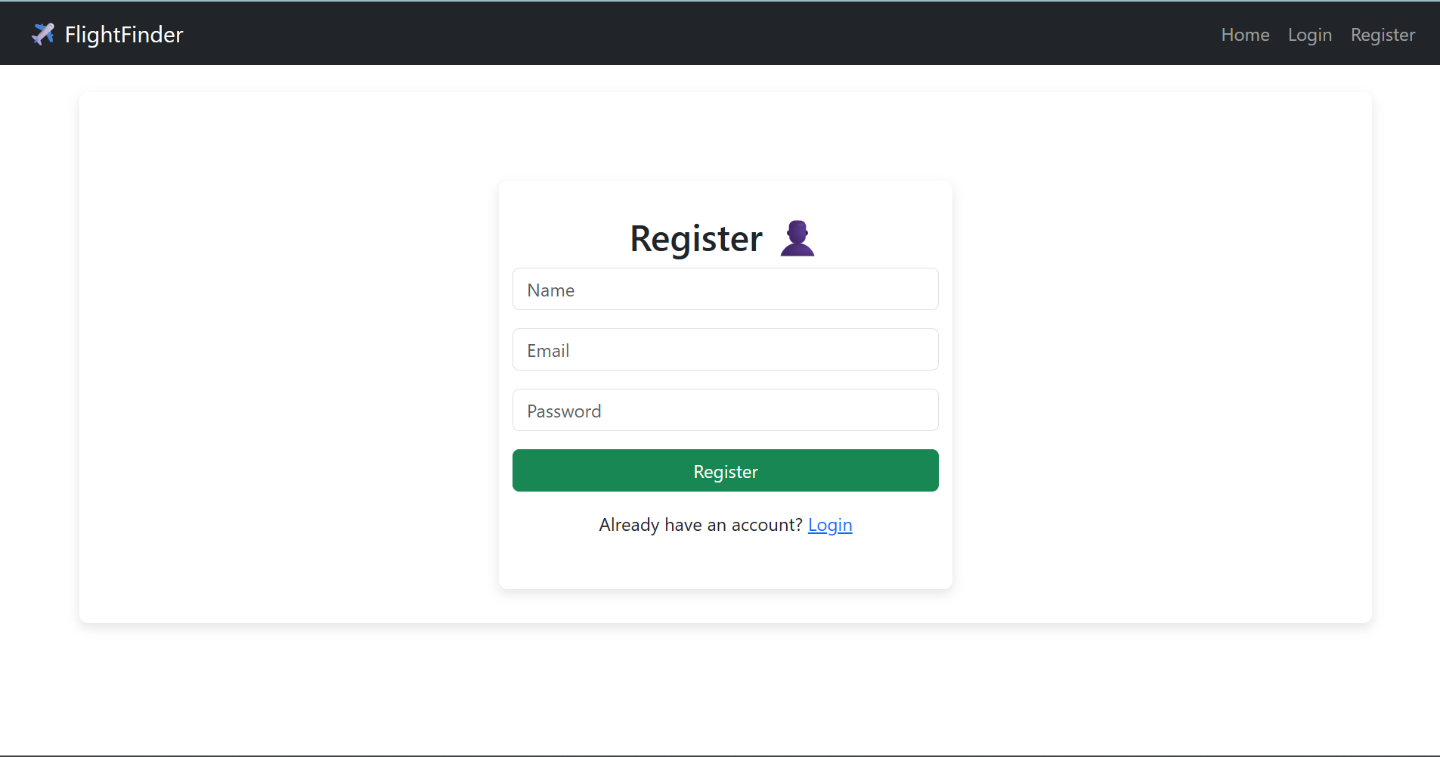 FlightFinder
Home Login Register
Register
Name
Email
Password
Register
Already have an account? Login